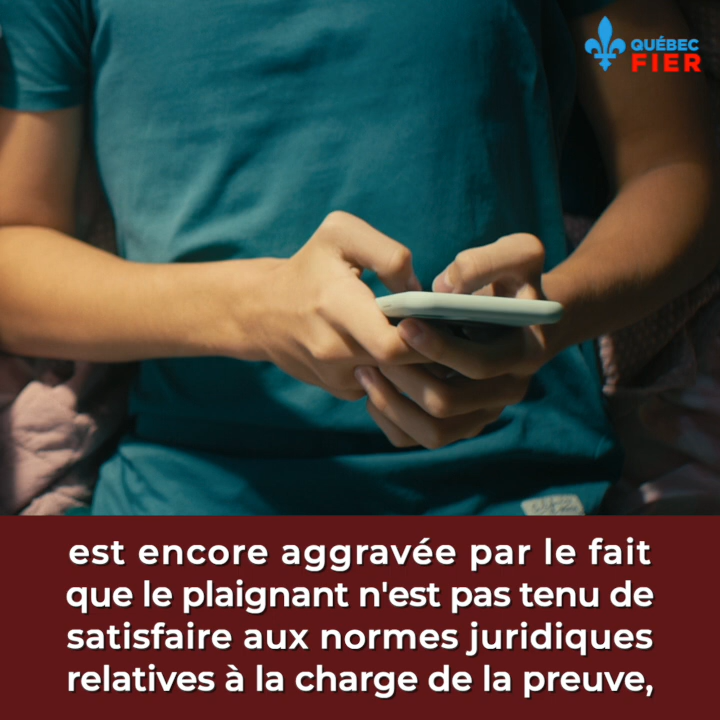 QUÉBEC
FIER
est encore aggravée par le fait
que le plaignant n'est pas tenu de
satisfaire aux normes juridiques
relatives à la charge de la preuve,